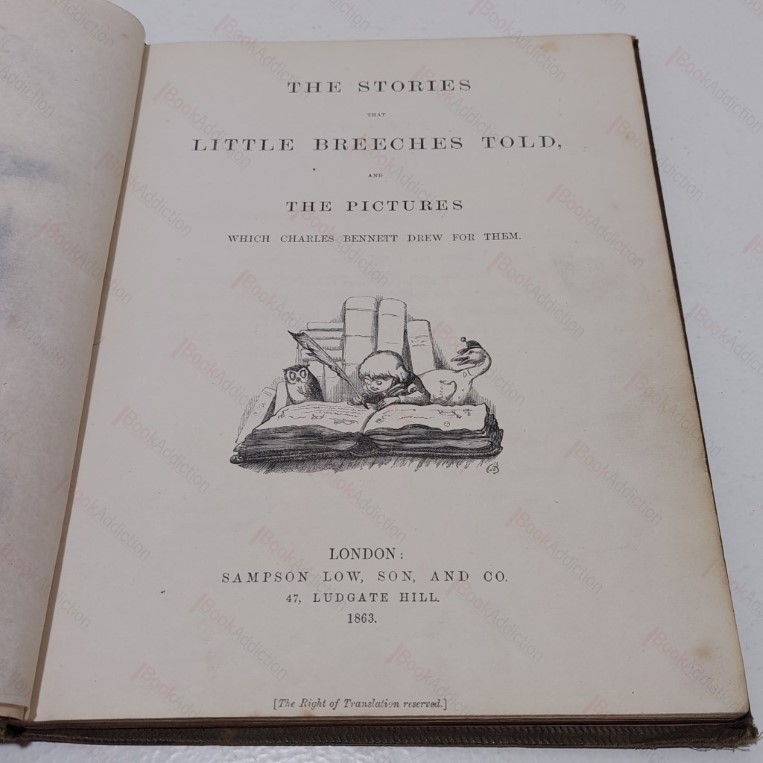 THE STORIES
THAT
LITTLE BREECHES TOLD,
AND
THE PICTURES
WHICH CHARLES BENNETT DREW FOR THEM.
LONDON:
SAMPSON LOW, SON, AND CO.
47, LUDGATE HILL.
1863.
[The Right of Translation reserved.]
BookAddiction